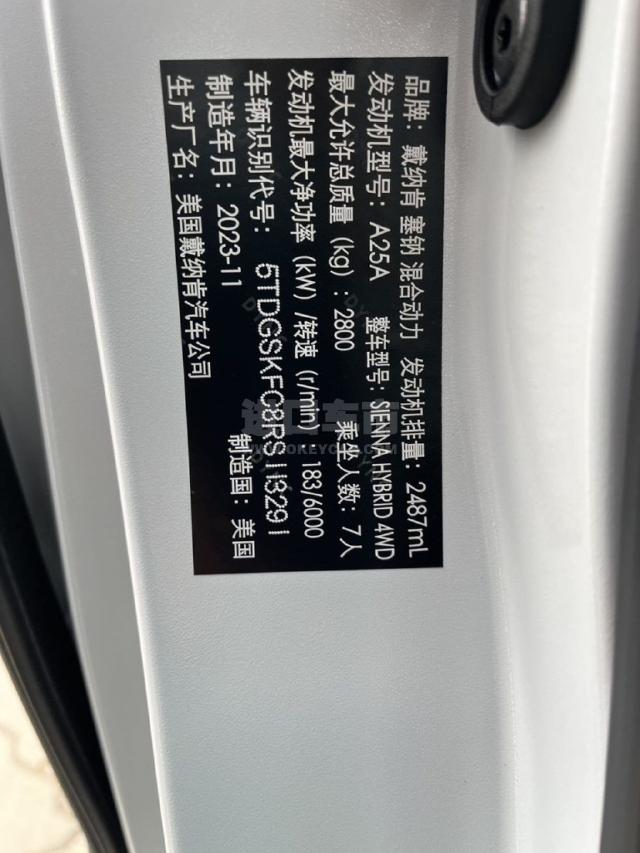 品牌：戴纳肯 塞钠 混合动力 发动机排量：2487mL
发动机型号：A25A 整车型号：SIENNA HYBRID 4WD
最大允许总质量 (kg)：2800 乘坐人数：7人
发动机最大净功率 (kW) /转速 (r/min) 183/6000
车辆识别代号：5TDGSKFC8RS113291
制造年月：2023-11 制造国：美国
生产厂名：美国戴纳肯汽车公司